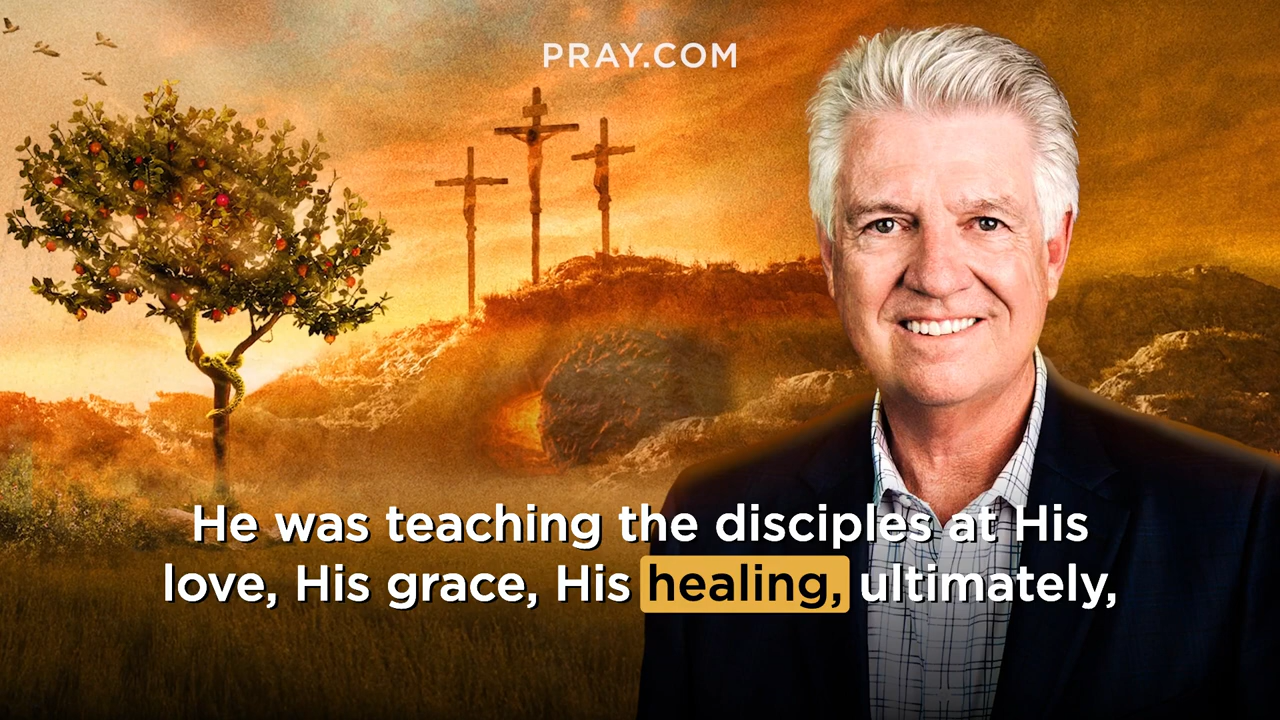 PRAY.COM
He was teaching the disciples at His
love, His grace, His healing, ultimately,